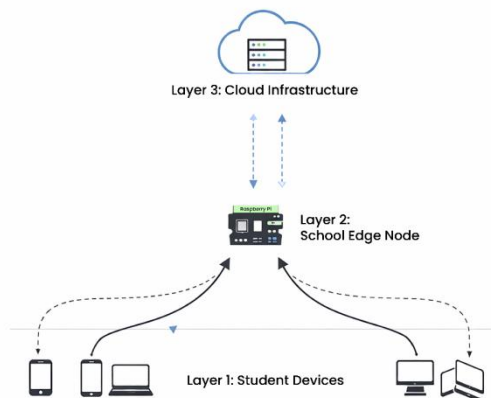 Layer 3: Cloud Infrastructure
Raspberry Pi
Layer 2:
School Edge Node
Layer 1: Student Devices